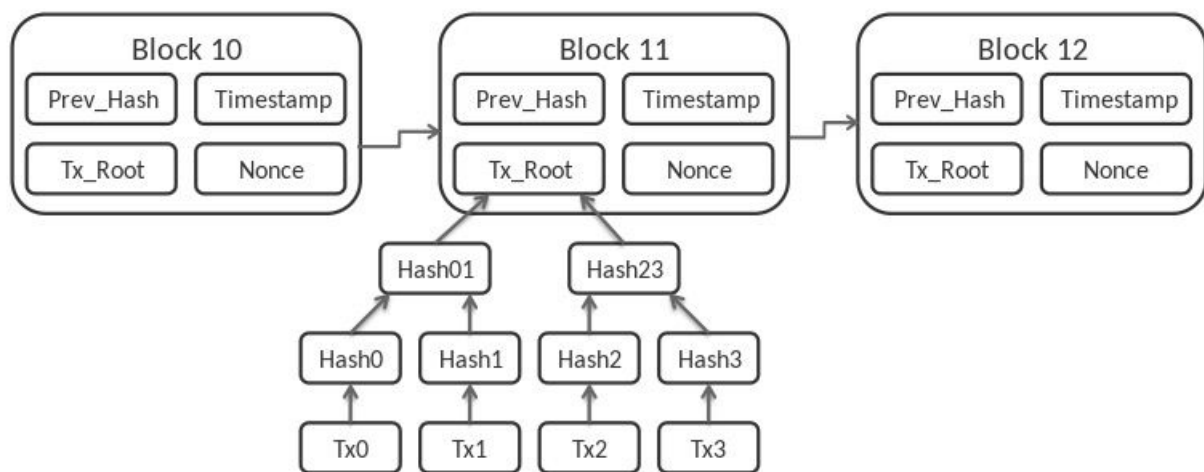 Block 10
Block 11
Block 12
Prev_Hash Timestamp
Prev_Hash Timestamp
Prev_Hash Timestamp
Tx_Root Nonce
Tx_Root Nonce
Tx_Root Nonce
Hash01 Hash23
Hash0 Hash1 Hash2 Hash3
Tx0 Tx1 Tx2 Tx3